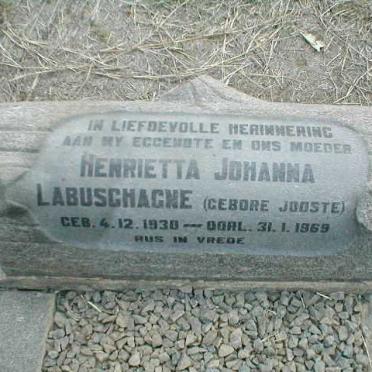 IN LIEFDEVOLLE HERINNERING
AAN MY EGGENOTE EN ONS MOEDER
HENRIETTA JOHANNA
LABUSCHAGNE (GEBORE JOOSTE)
GEB. 4.12.1930 — OORL. 31.1.1969
RUS IN VREDE